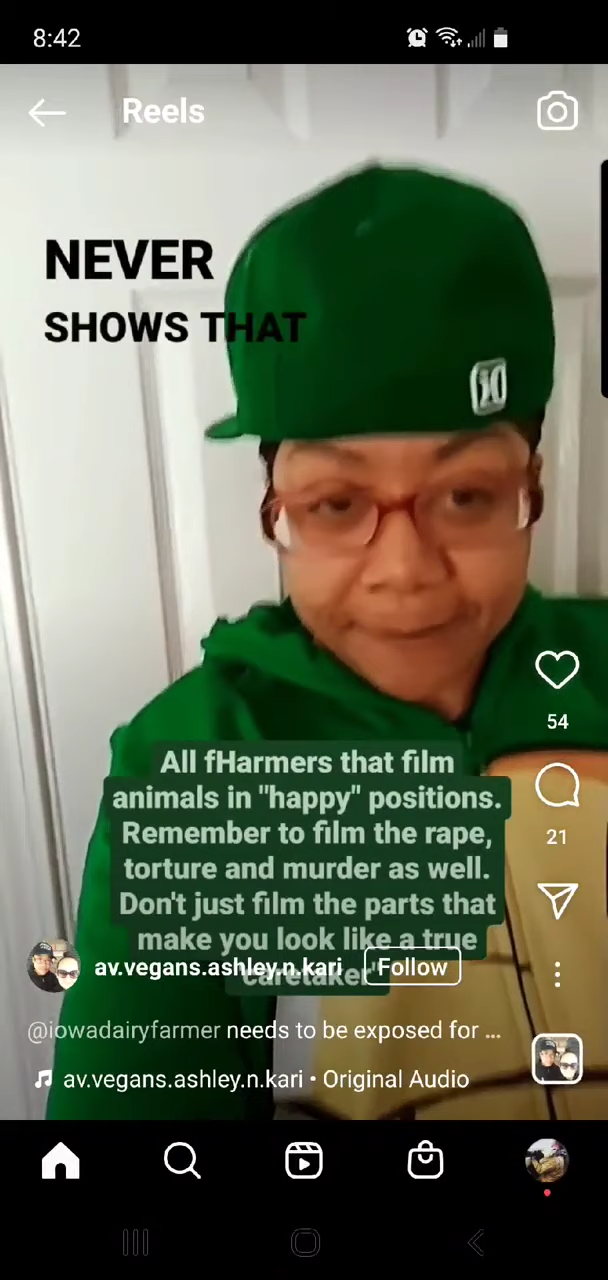 8:42
Reels
NEVER
SHOWS THAT
All fHarmers that film
animals in "happy" positions.
Remember to film the rape,
torture and murder as well.
Don't just film the parts that
make you look like a true
caretaker"
54
21
av.vegans.ashley.n.kari Follow
@iowadairyfarmer needs to be exposed for ...
av.vegans.ashley.n.kari • Original Audio